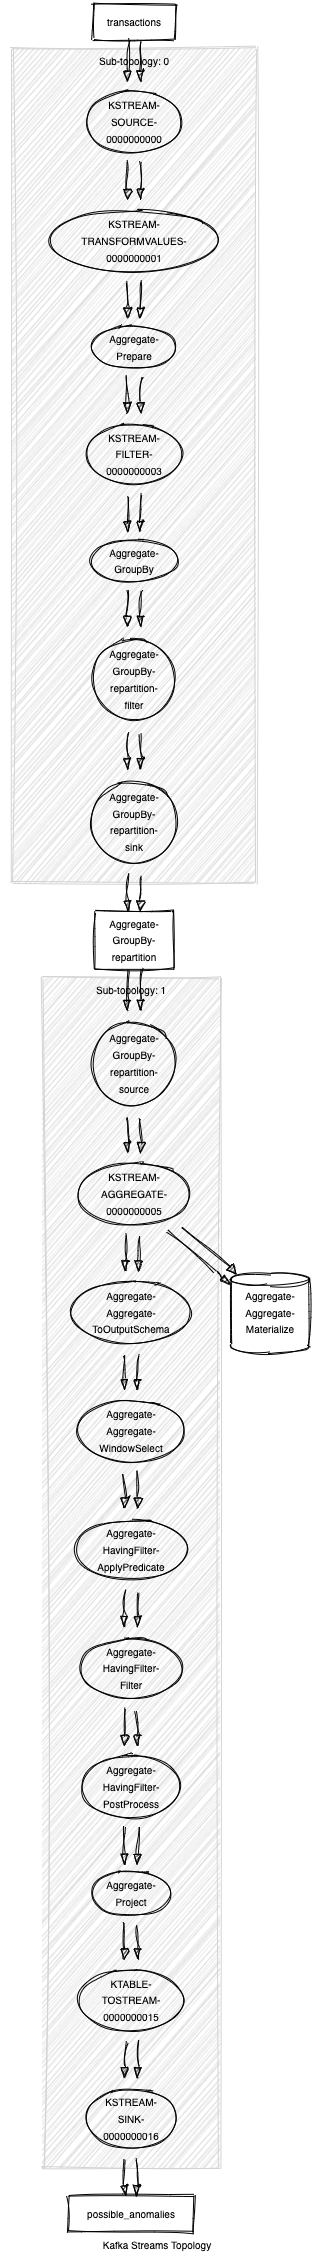 transactions
Sub-topology: 0
KSTREAM-
SOURCE-
0000000000
KSTREAM-
TRANSFORMVALUES-
0000000001
Aggregate-
Prepare
KSTREAM-
FILTER-
0000000003
Aggregate-
GroupBy
Aggregate-
GroupBy-
repartition-
filter
Aggregate-
GroupBy-
repartition-
sink
Aggregate-
GroupBy-
repartition
Sub-topology: 1
Aggregate-
GroupBy-
repartition-
source
KSTREAM-
AGGREGATE-
0000000005
Aggregate-
Aggregate-
Materialize
Aggregate-
Aggregate-
ToOutputSchema
Aggregate-
Aggregate-
WindowSelect
Aggregate-
HavingFilter-
ApplyPredicate
Aggregate-
HavingFilter-
Filter
Aggregate-
HavingFilter-
PostProcess
Aggregate-
Project
KTABLE-
TOSTREAM-
0000000015
KSTREAM-
SINK-
0000000016
possible_anomalies
Kafka Streams Topology